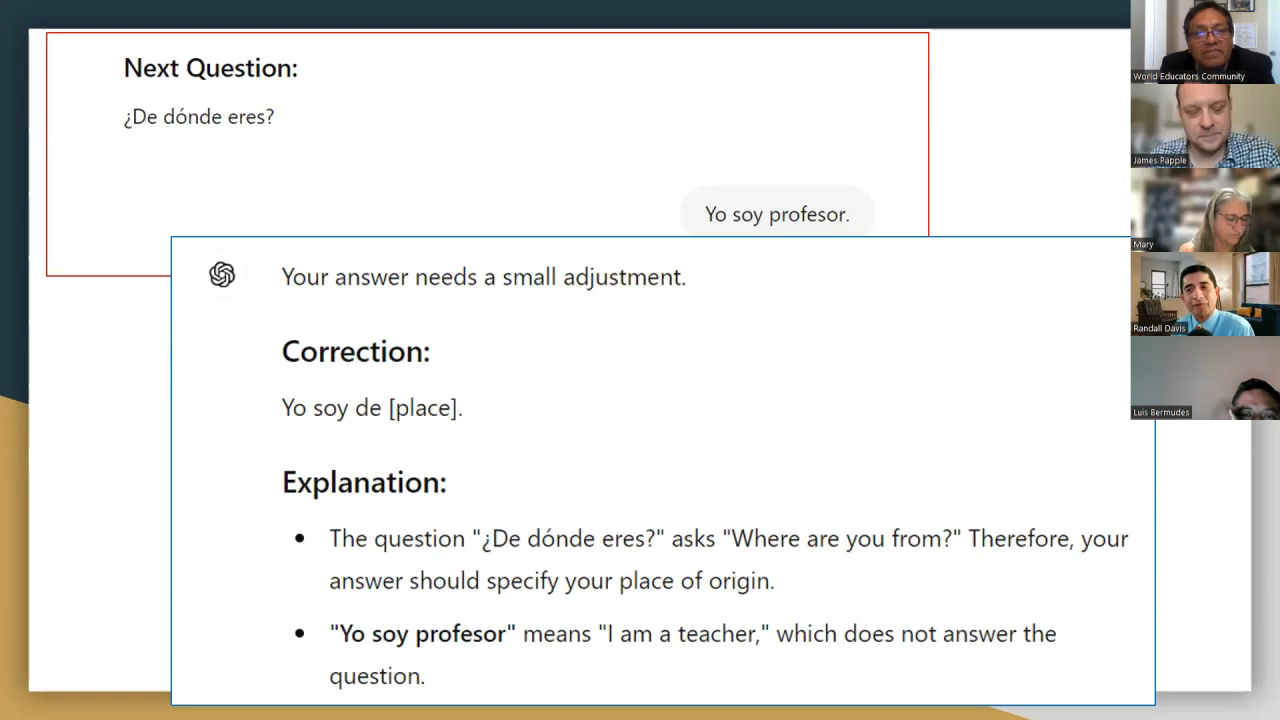 Next Question:
¿De dónde eres?
Yo soy profesor.
Your answer needs a small adjustment.
Correction:
Yo soy de [place].
Explanation:
The question "¿De dónde eres?" asks "Where are you from?" Therefore, your
answer should specify your place of origin.
"Yo soy profesor" means "I am a teacher," which does not answer the
question.
World Educators Community
James Papple
Mary
Randall Davis
Luis Bermudes